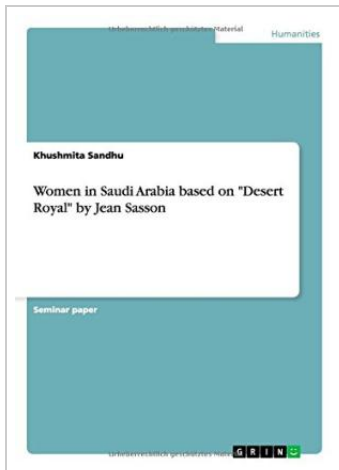 Urheberrechtlich geschütztes Material
Humanities
Khushmita Sandhu
Women in Saudi Arabia based on "Desert
Royal" by Jean Sasson
Seminar paper
Urheberrechtlich geschütztes
GRIN